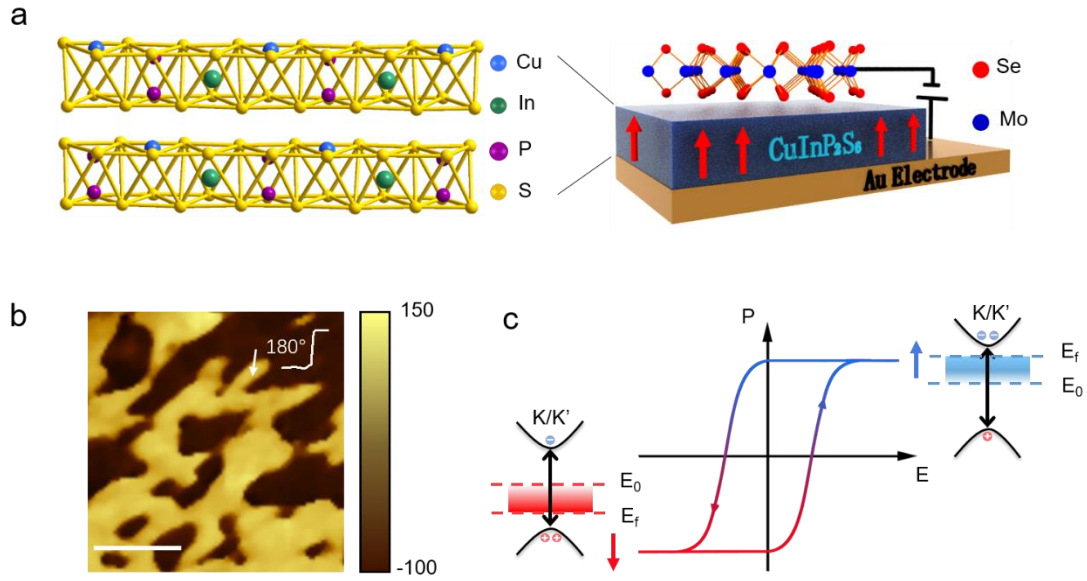 a
Cu
In
P
S
Se
Mo
CuInP₂S₆
Au Electrode
b
150
180°
-100
c
P
E
K/K'
E₀
E_f
K/K'
E_f
E₀